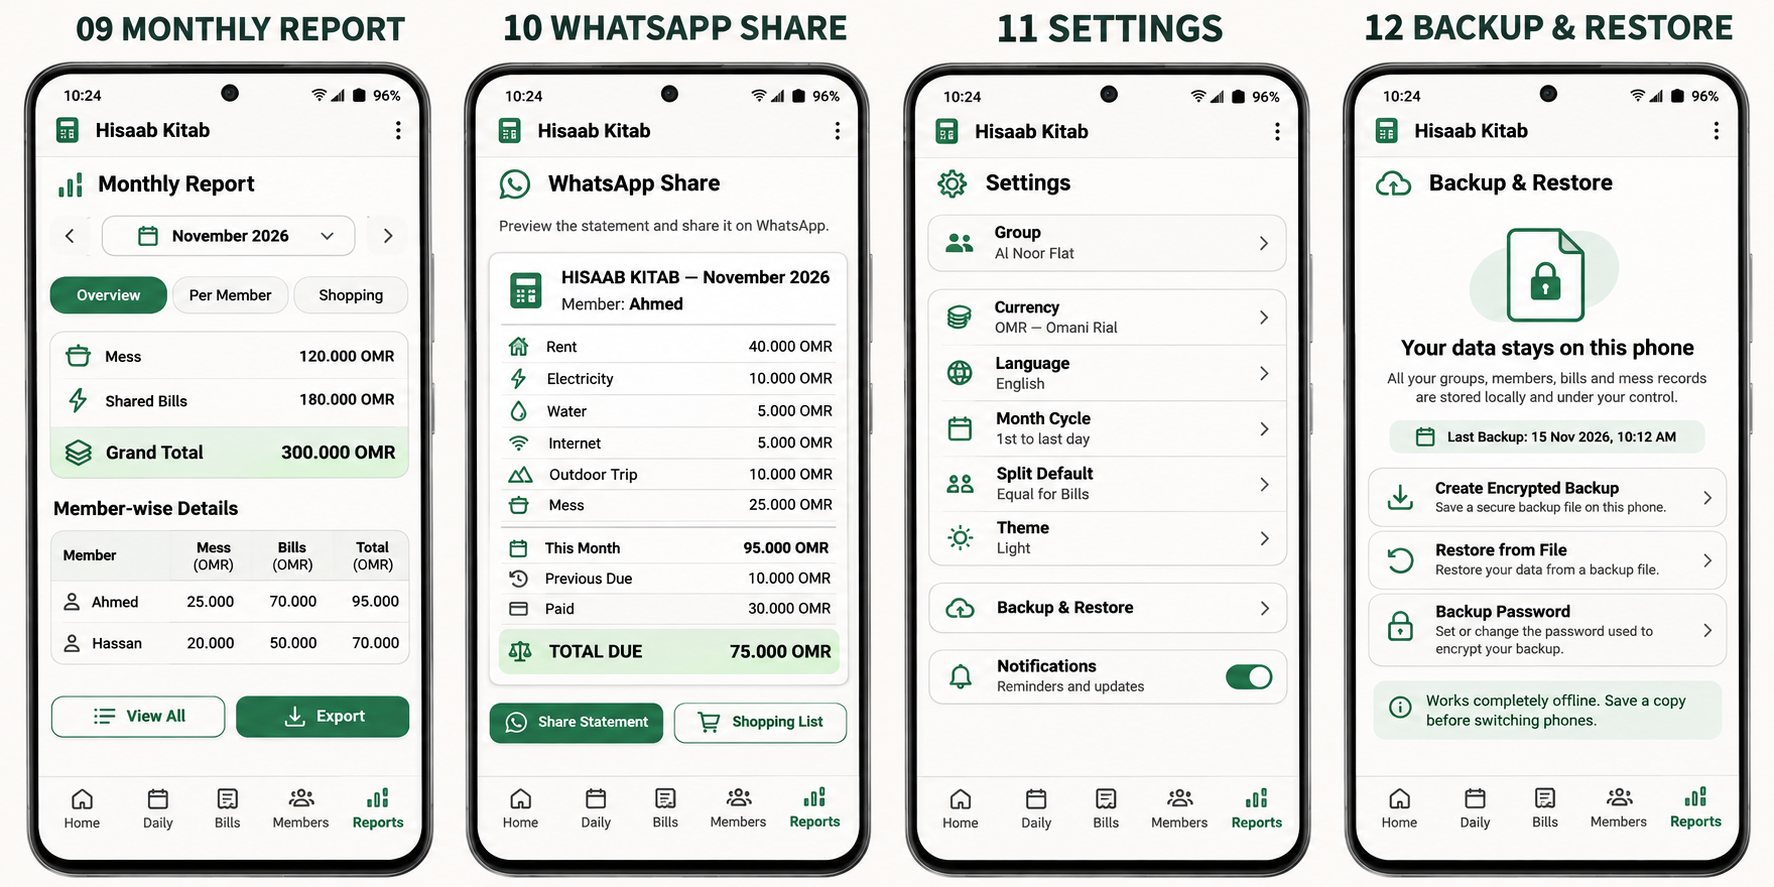 09 MONTHLY REPORT
10:24
96%
Hisaab Kitab
Monthly Report
November 2026
Overview
Per Member
Shopping
Mess 120.000 OMR
Shared Bills 180.000 OMR
Grand Total 300.000 OMR
Member-wise Details
Member Mess (OMR) Bills (OMR) Total (OMR)
Ahmed 25.000 70.000 95.000
Hassan 20.000 50.000 70.000
View All
Export
Home Daily Bills Members Reports
10 WHATSAPP SHARE
10:24
96%
Hisaab Kitab
WhatsApp Share
Preview the statement and share it on WhatsApp.
HISAAB KITAB — November 2026
Member: Ahmed
Rent 40.000 OMR
Electricity 10.000 OMR
Water 5.000 OMR
Internet 5.000 OMR
Outdoor Trip 10.000 OMR
Mess 25.000 OMR
This Month 95.000 OMR
Previous Due 10.000 OMR
Paid 30.000 OMR
TOTAL DUE 75.000 OMR
Share Statement
Shopping List
Home Daily Bills Members Reports
11 SETTINGS
10:24
96%
Hisaab Kitab
Settings
Group
Al Noor Flat
Currency
OMR — Omani Rial
Language
English
Month Cycle
1st to last day
Split Default
Equal for Bills
Theme
Light
Backup & Restore
Notifications
Reminders and updates
Home Daily Bills Members Reports
12 BACKUP & RESTORE
10:24
96%
Hisaab Kitab
Backup & Restore
Your data stays on this phone
All your groups, members, bills and mess records
are stored locally and under your control.
Last Backup: 15 Nov 2026, 10:12 AM
Create Encrypted Backup
Save a secure backup file on this phone.
Restore from File
Restore your data from a backup file.
Backup Password
Set or change the password used to
encrypt your backup.
Works completely offline. Save a copy
before switching phones.
Home Daily Bills Members Reports